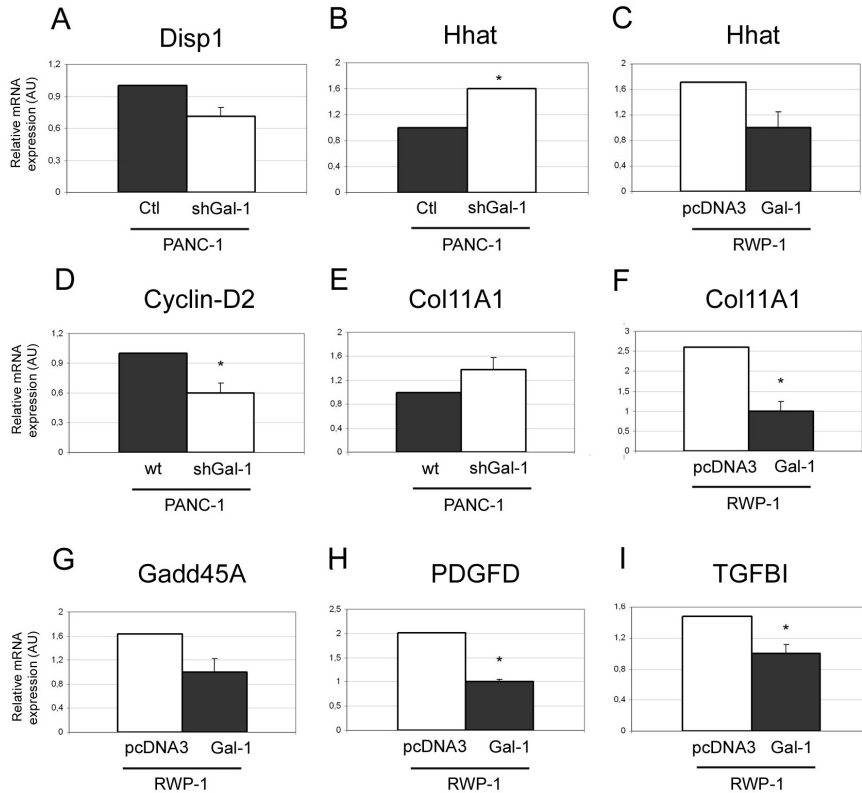 A
Disp1
Relative mRNA
expression (AU)
1,2
0,9
0,6
0,3
0
Ctl shGal-1
PANC-1
B
Hhat
2
1,6
*
1,2
0,8
0,4
0
Ctl shGal-1
PANC-1
C
Hhat
2
1,6
1,2
0,8
0,4
0
pcDNA3 Gal-1
RWP-1
D
Cyclin-D2
Relative mRNA
expression (AU)
1,2
0,9
*
0,6
0,3
0
wt shGal-1
PANC-1
E
Col11A1
2
1,6
1,2
0,8
0,4
0
wt shGal-1
PANC-1
F
Col11A1
3
2,5
2
*
1,5
1
0,5
0
pcDNA3 Gal-1
RWP-1
G
Gadd45A
Relative mRNA
expression (AU)
2
1,6
1,2
0,8
0,4
0
pcDNA3 Gal-1
RWP-1
H
PDGFD
2,5
2
*
1,5
1
0,5
0
pcDNA3 Gal-1
RWP-1
I
TGFBI
1,6
*
1,2
0,8
0,4
0
pcDNA3 Gal-1
RWP-1